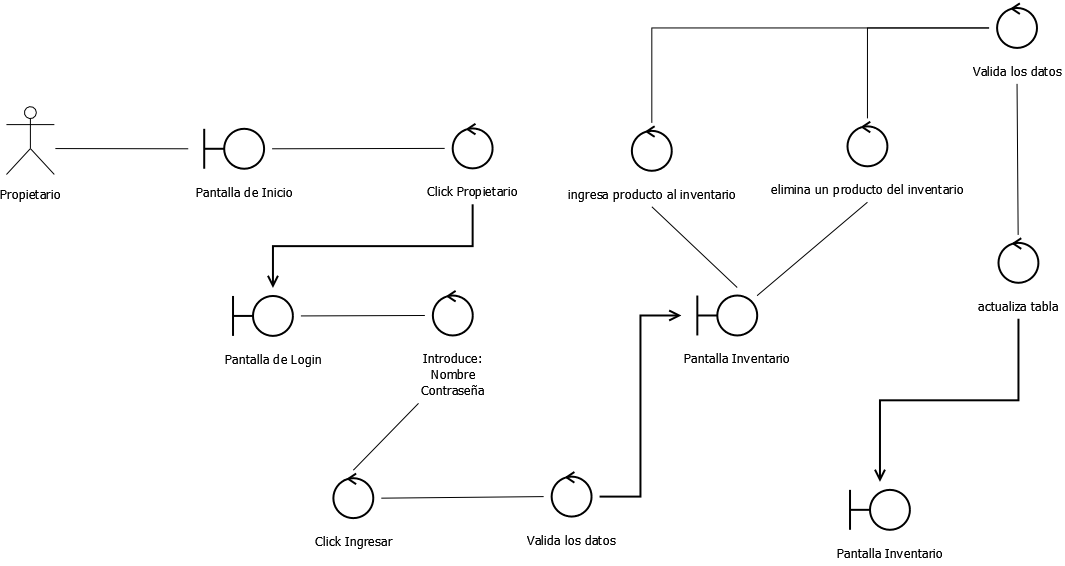 Valida los datos
Propietario
Pantalla de Inicio
Click Propietario
ingresa producto al inventario
elimina un producto del inventario
Pantalla de Login
Introduce:
Nombre
Contraseña
Pantalla Inventario
actualiza tabla
Click Ingresar
Valida los datos
Pantalla Inventario